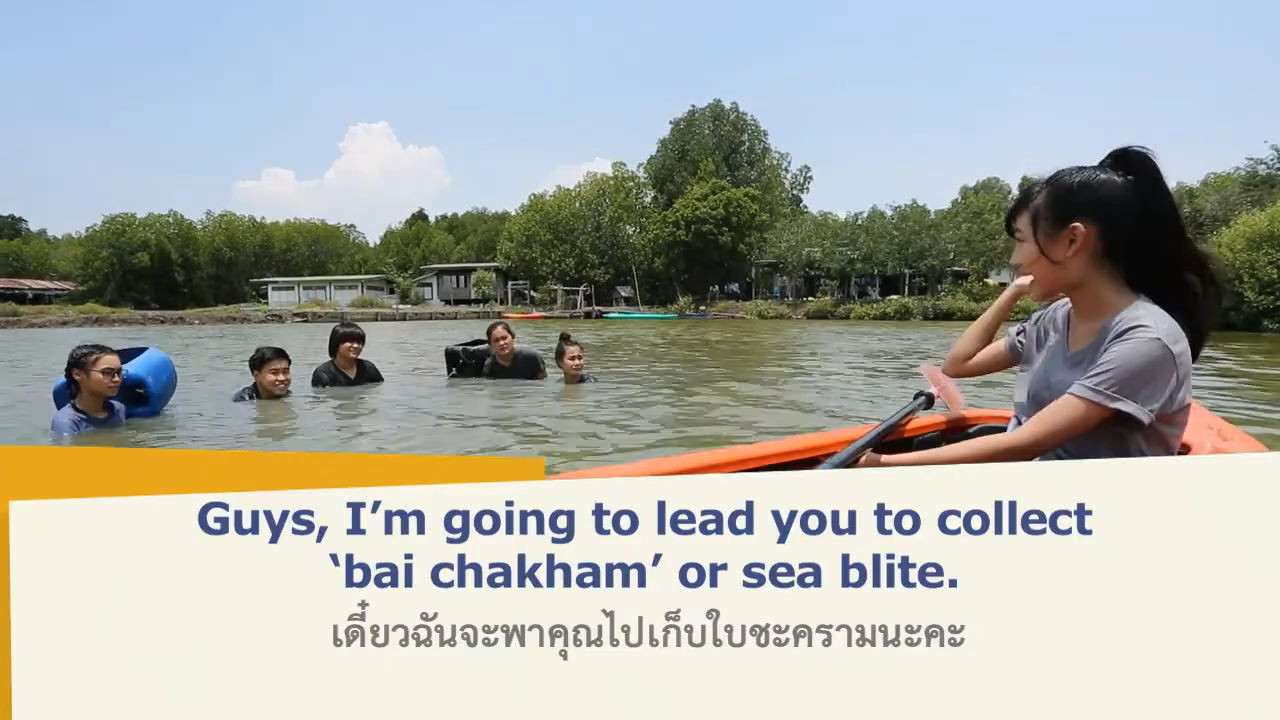 Guys, I’m going to lead you to collect
‘bai chakham’ or sea blite.
เดี๋ยวฉันจะพาคุณไปเก็บใบชะครามนะคะ